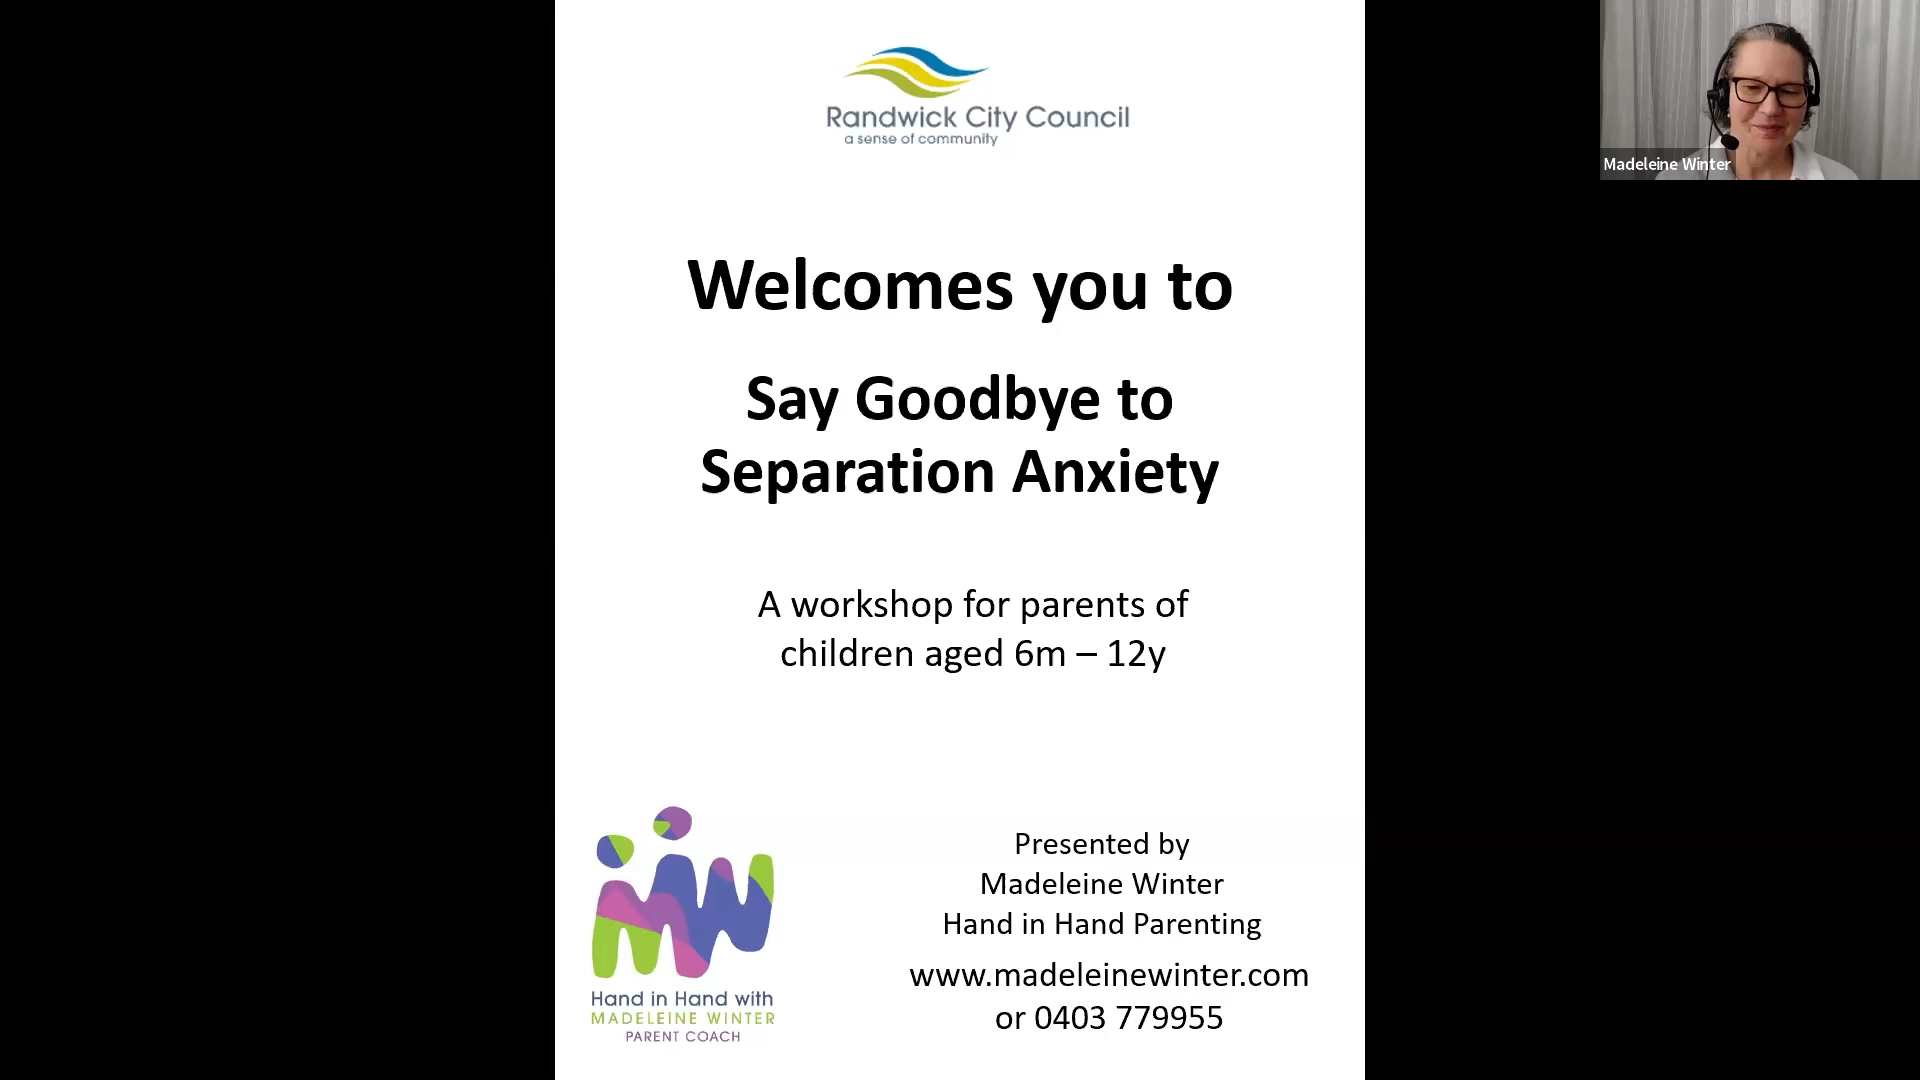 Randwick City Council
a sense of community
Madeleine Winter
Welcomes you to
Say Goodbye to
Separation Anxiety
A workshop for parents of
children aged 6m – 12y
Hand in Hand with
MADELEINE WINTER
PARENT COACH
Presented by
Madeleine Winter
Hand in Hand Parenting
www.madeleinewinter.com
or 0403 779955